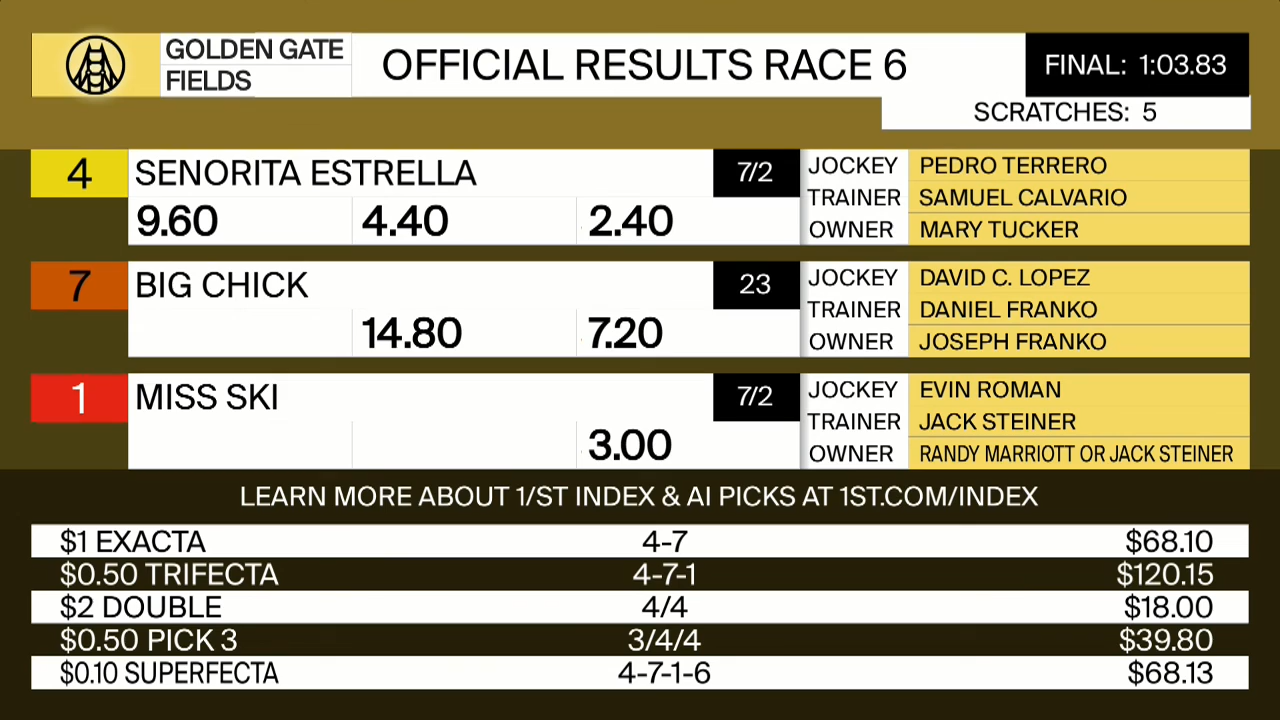 GOLDEN GATE
FIELDS
OFFICIAL RESULTS RACE 6
FINAL: 1:03.83
SCRATCHES: 5
4 SENORITA ESTRELLA 7/2
9.60 4.40 2.40
JOCKEY PEDRO TERRERO
TRAINER SAMUEL CALVARIO
OWNER MARY TUCKER
7 BIG CHICK 23
14.80 7.20
JOCKEY DAVID C. LOPEZ
TRAINER DANIEL FRANKO
OWNER JOSEPH FRANKO
1 MISS SKI 7/2
3.00
JOCKEY EVIN ROMAN
TRAINER JACK STEINER
OWNER RANDY MARRIOTT OR JACK STEINER
LEARN MORE ABOUT 1/ST INDEX & AI PICKS AT 1ST.COM/INDEX
$1 EXACTA 4-7 $68.10
$0.50 TRIFECTA 4-7-1 $120.15
$2 DOUBLE 4/4 $18.00
$0.50 PICK 3 3/4/4 $39.80
$0.10 SUPERFECTA 4-7-1-6 $68.13